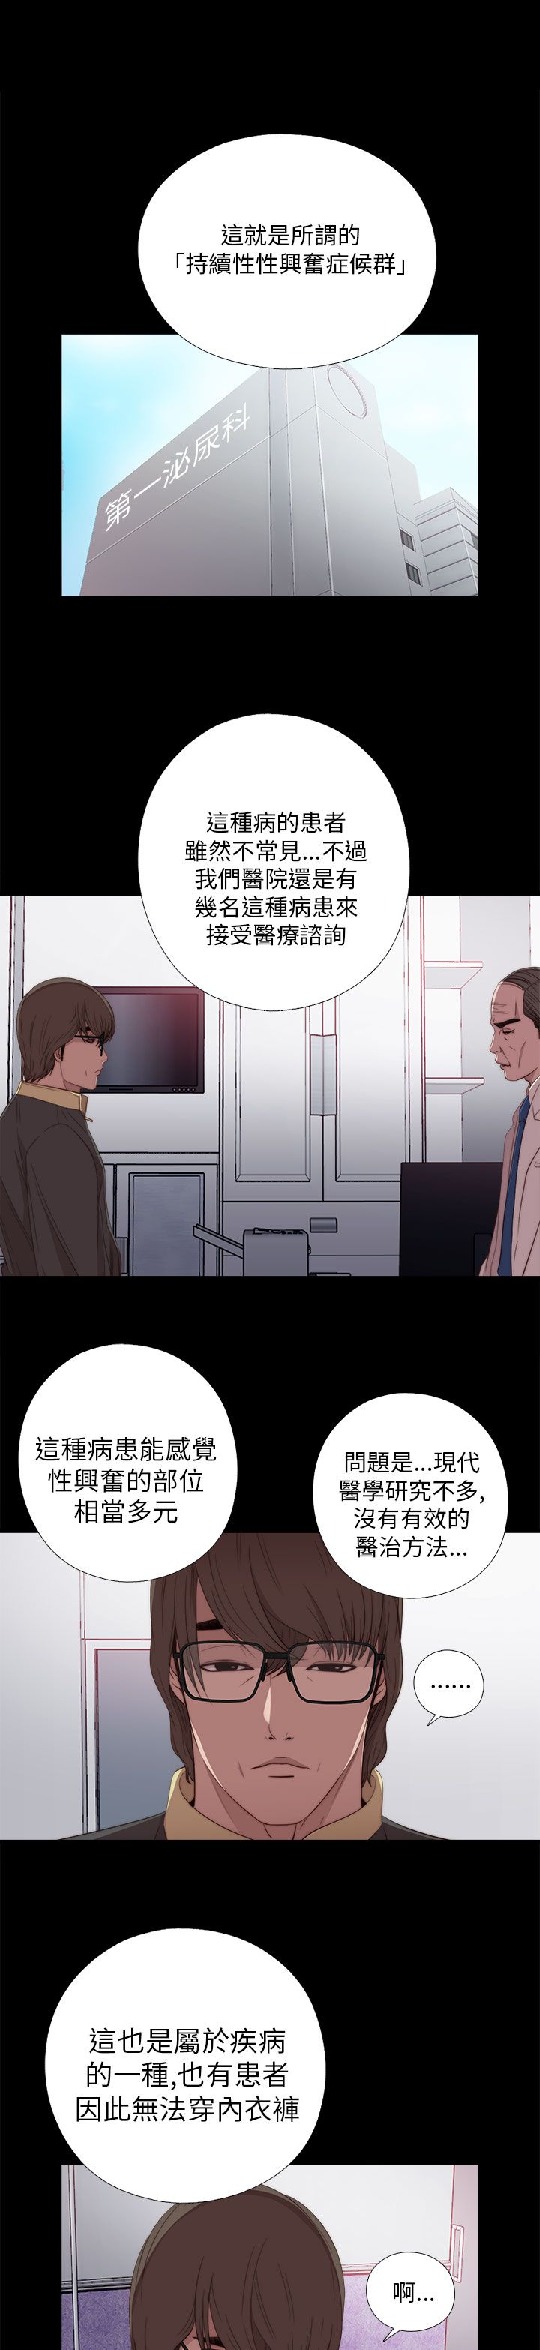 這就是所謂的
「持續性性興奮症候群」
第一泌尿科
這種病的患者
雖然不常見...不過
我們醫院還是有
幾名這種病患來
接受醫療諮詢
這種病患能感覺
性興奮的部位
相當多元
問題是...現代
醫學研究不多,
沒有有效的
醫治方法...
......
這也是屬於疾病
的一種,也有患者
因此無法穿內衣褲
啊...